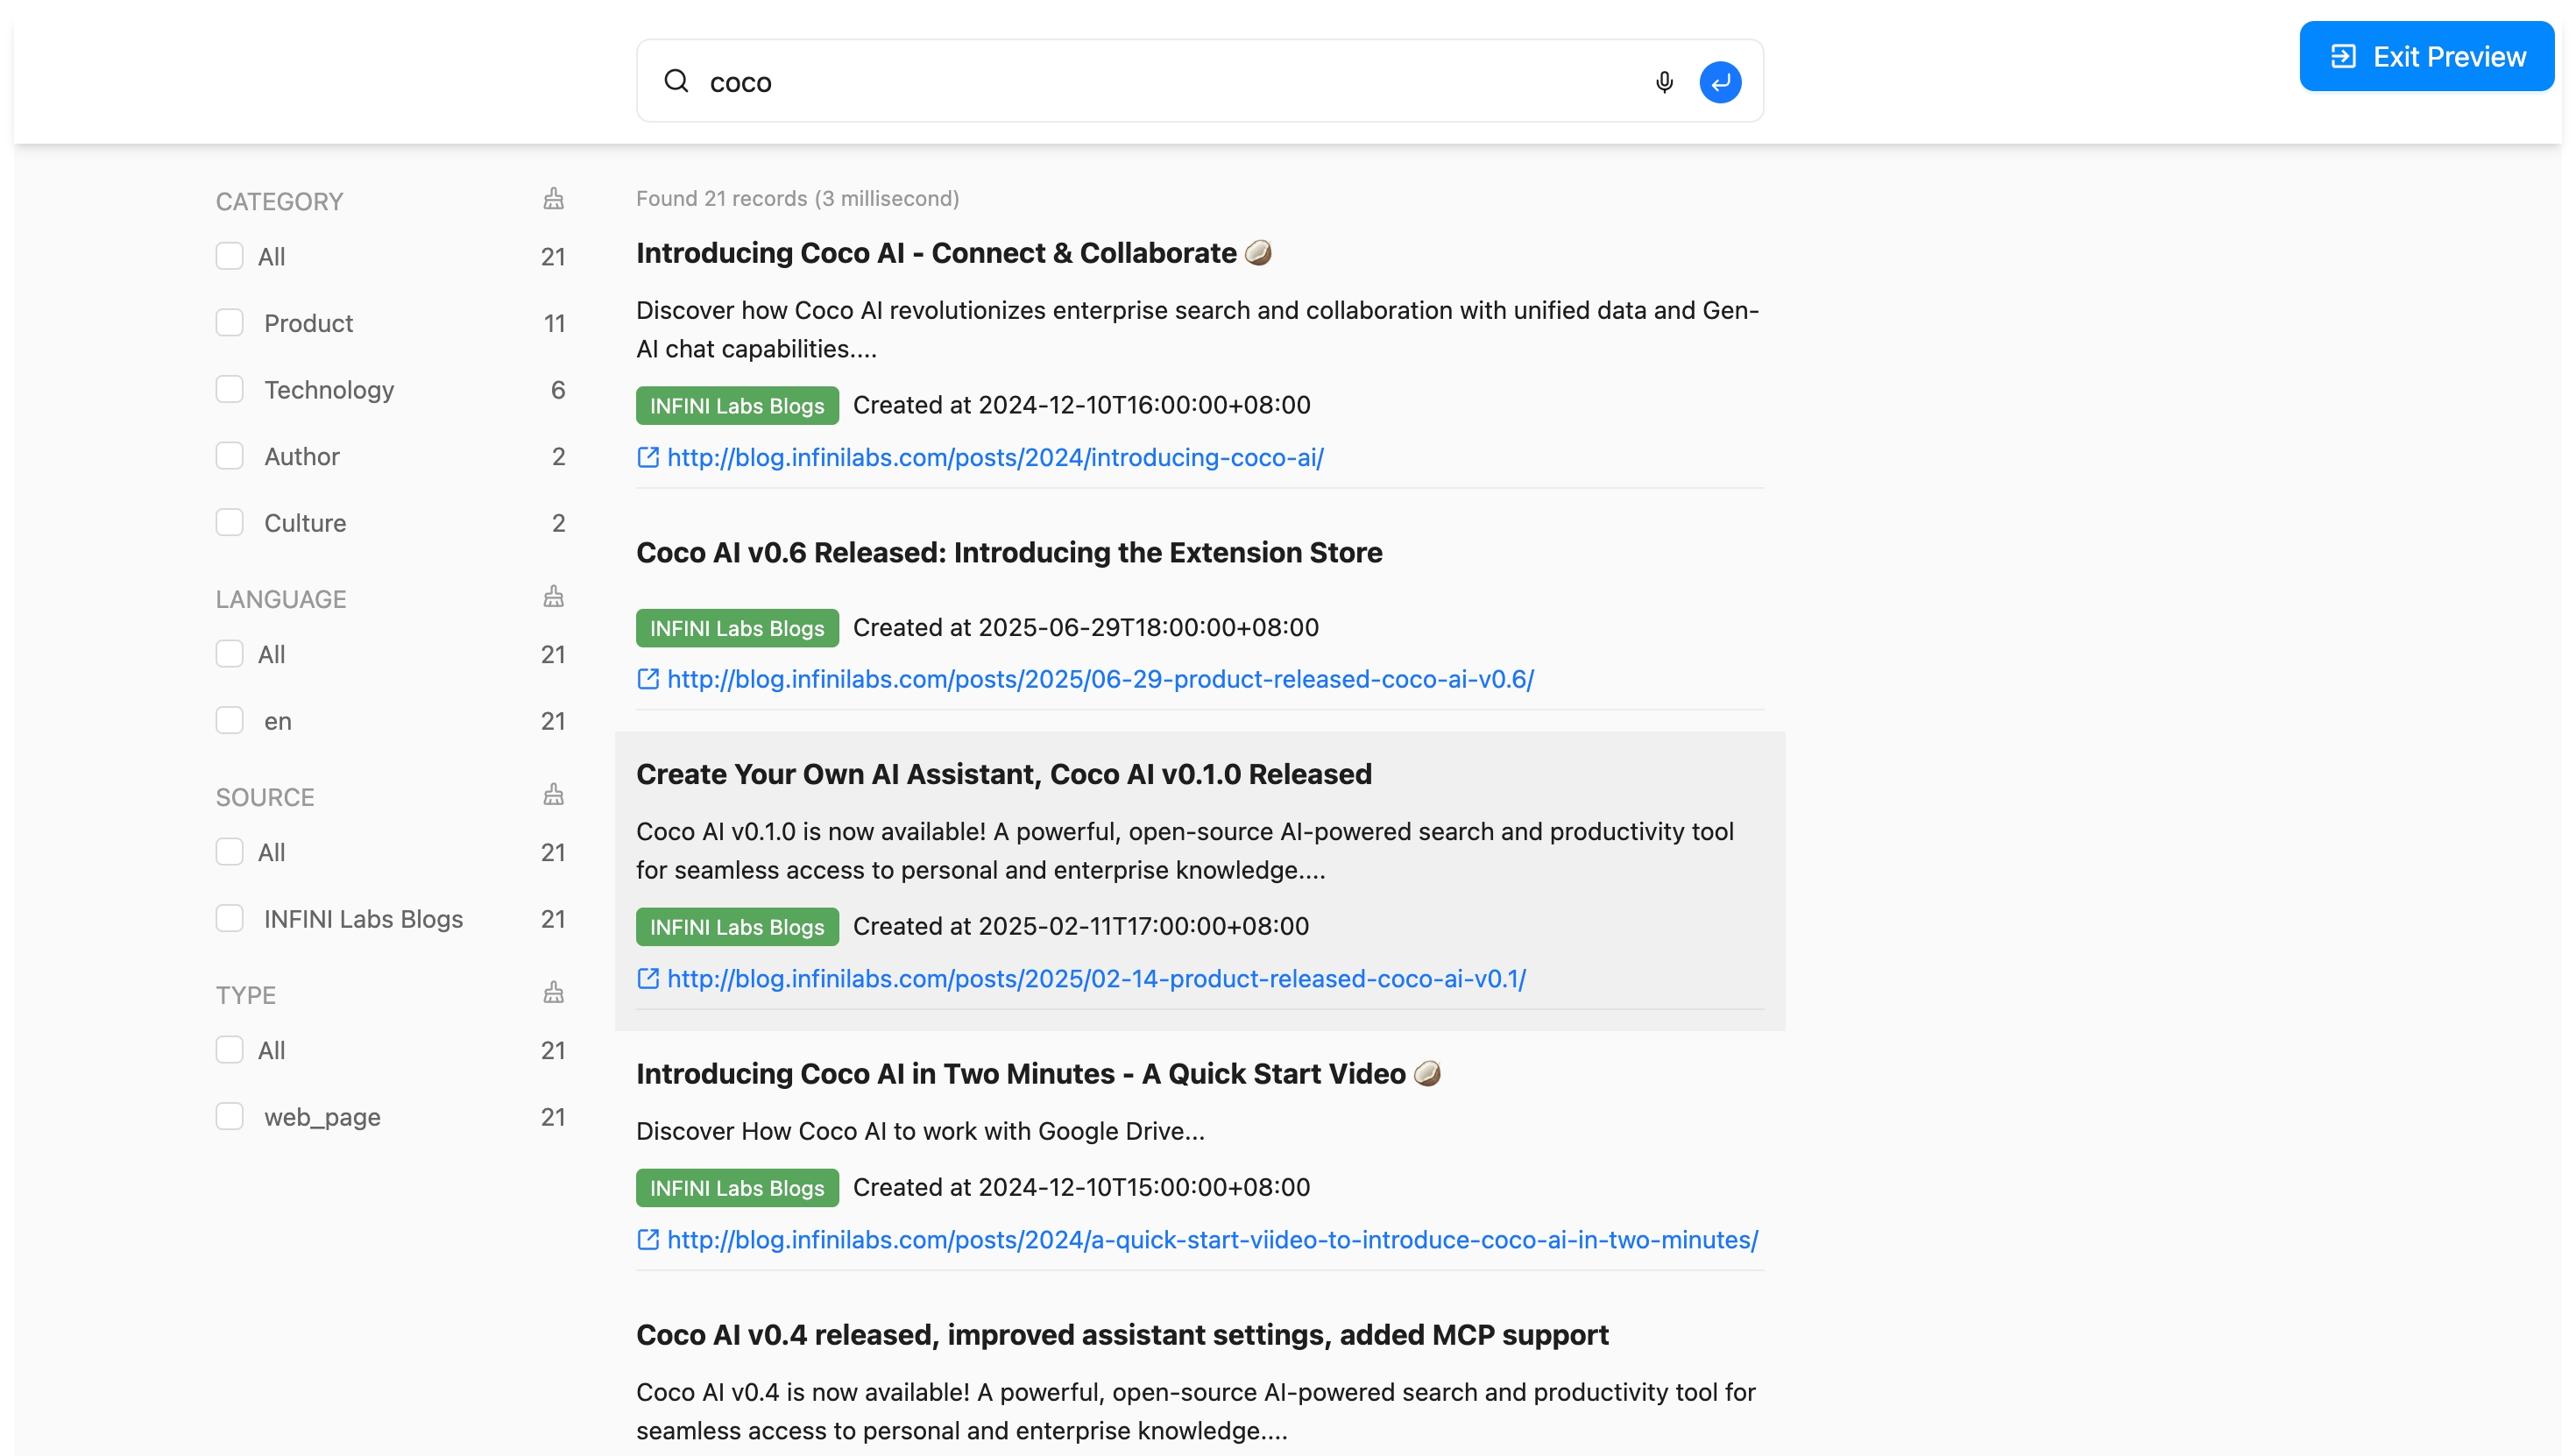 coco
Exit Preview
CATEGORY
All 21
Product 11
Technology 6
Author 2
Culture 2
LANGUAGE
All 21
en 21
SOURCE
All 21
INFINI Labs Blogs 21
TYPE
All 21
web_page 21
Found 21 records (3 millisecond)
Introducing Coco AI - Connect & Collaborate 🥥
Discover how Coco AI revolutionizes enterprise search and collaboration with unified data and Gen-
AI chat capabilities....
INFINI Labs Blogs Created at 2024-12-10T16:00:00+08:00
http://blog.infinilabs.com/posts/2024/introducing-coco-ai/
Coco AI v0.6 Released: Introducing the Extension Store
INFINI Labs Blogs Created at 2025-06-29T18:00:00+08:00
http://blog.infinilabs.com/posts/2025/06-29-product-released-coco-ai-v0.6/
Create Your Own AI Assistant, Coco AI v0.1.0 Released
Coco AI v0.1.0 is now available! A powerful, open-source AI-powered search and productivity tool
for seamless access to personal and enterprise knowledge....
INFINI Labs Blogs Created at 2025-02-11T17:00:00+08:00
http://blog.infinilabs.com/posts/2025/02-14-product-released-coco-ai-v0.1/
Introducing Coco AI in Two Minutes - A Quick Start Video 🥥
Discover How Coco AI to work with Google Drive...
INFINI Labs Blogs Created at 2024-12-10T15:00:00+08:00
http://blog.infinilabs.com/posts/2024/a-quick-start-viideo-to-introduce-coco-ai-in-two-minutes/
Coco AI v0.4 released, improved assistant settings, added MCP support
Coco AI v0.4 is now available! A powerful, open-source AI-powered search and productivity tool for
seamless access to personal and enterprise knowledge....